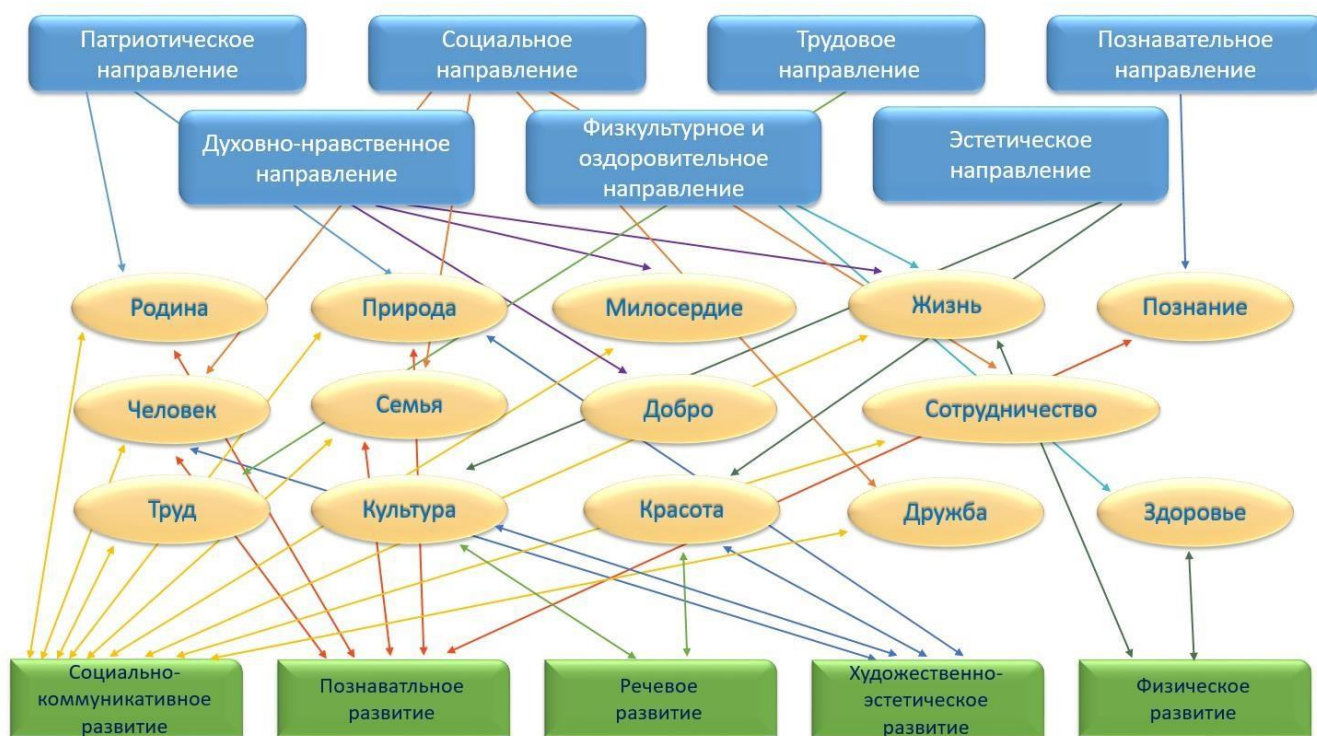 Патриотическое
направление
Социальное
направление
Трудовое
направление
Познавательное
направление
Духовно-нравственное
направление
Физкультурное и
оздоровительное
направление
Эстетическое
направление
Родина
Природа
Милосердие
Жизнь
Познание
Человек
Семья
Добро
Сотрудничество
Труд
Культура
Красота
Дружба
Здоровье
Социально-
коммуникативное
развитие
Познаватльное
развитие
Речевое
развитие
Художественно-
эстетическое
развитие
Физическое
развитие